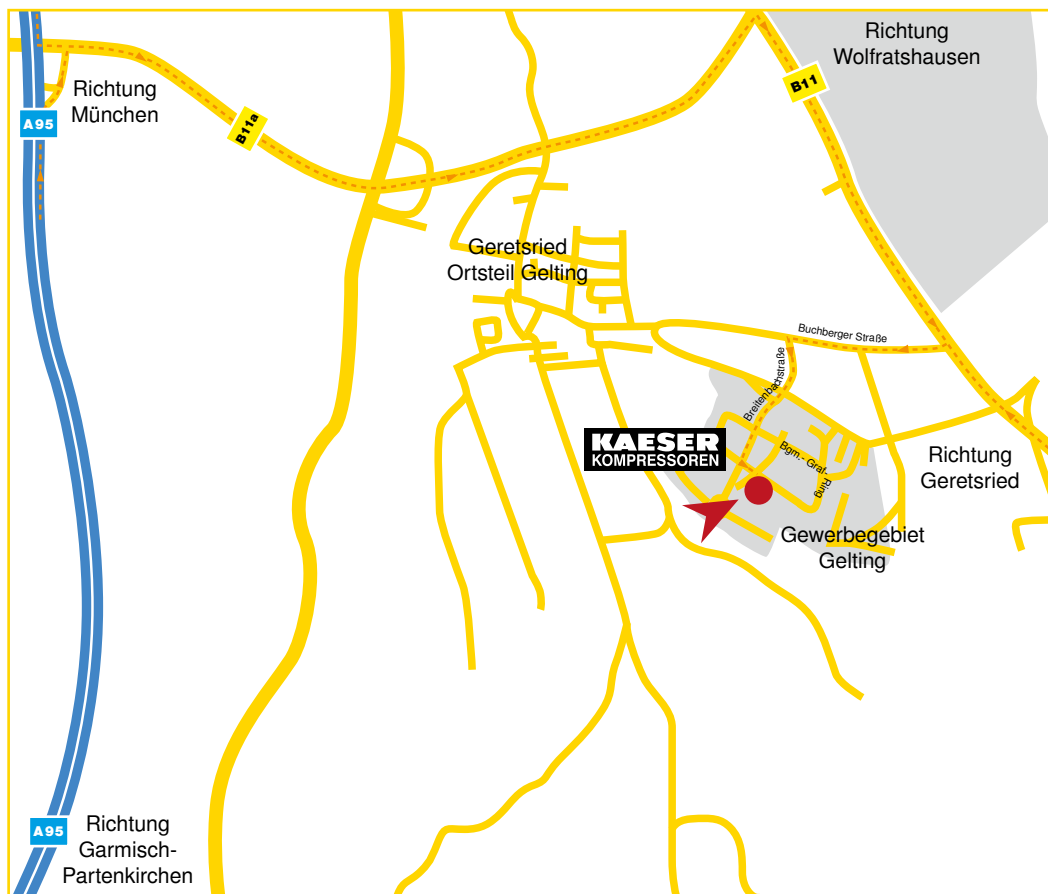 Richtung
Wolfratshausen
Richtung
München
A95
B11a
B11
Geretsried
Ortsteil Gelting
Buchberger Straße
Breitenbachstraße
KAESER
KOMPRESSOREN
Bgm.- Graf-
Ring
Richtung
Geretsried
Gewerbegebiet
Gelting
A95
Richtung
Garmisch-
Partenkirchen